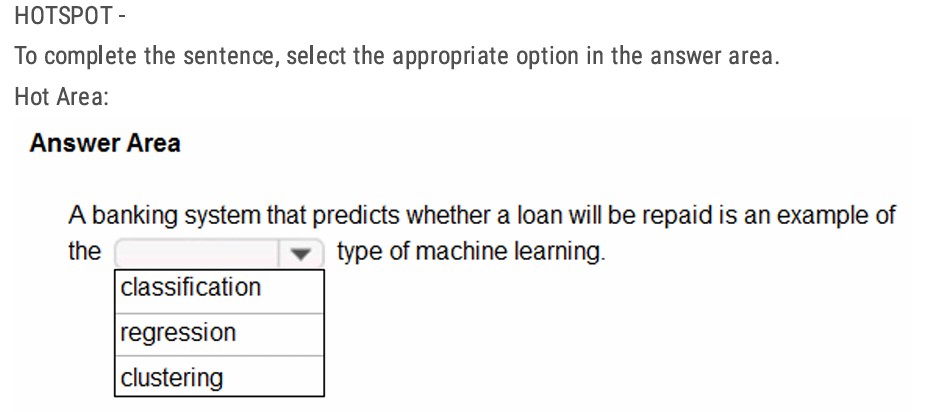 HOTSPOT -
To complete the sentence, select the appropriate option in the answer area.
Hot Area:
Answer Area
A banking system that predicts whether a loan will be repaid is an example of
the type of machine learning.
classification
regression
clustering